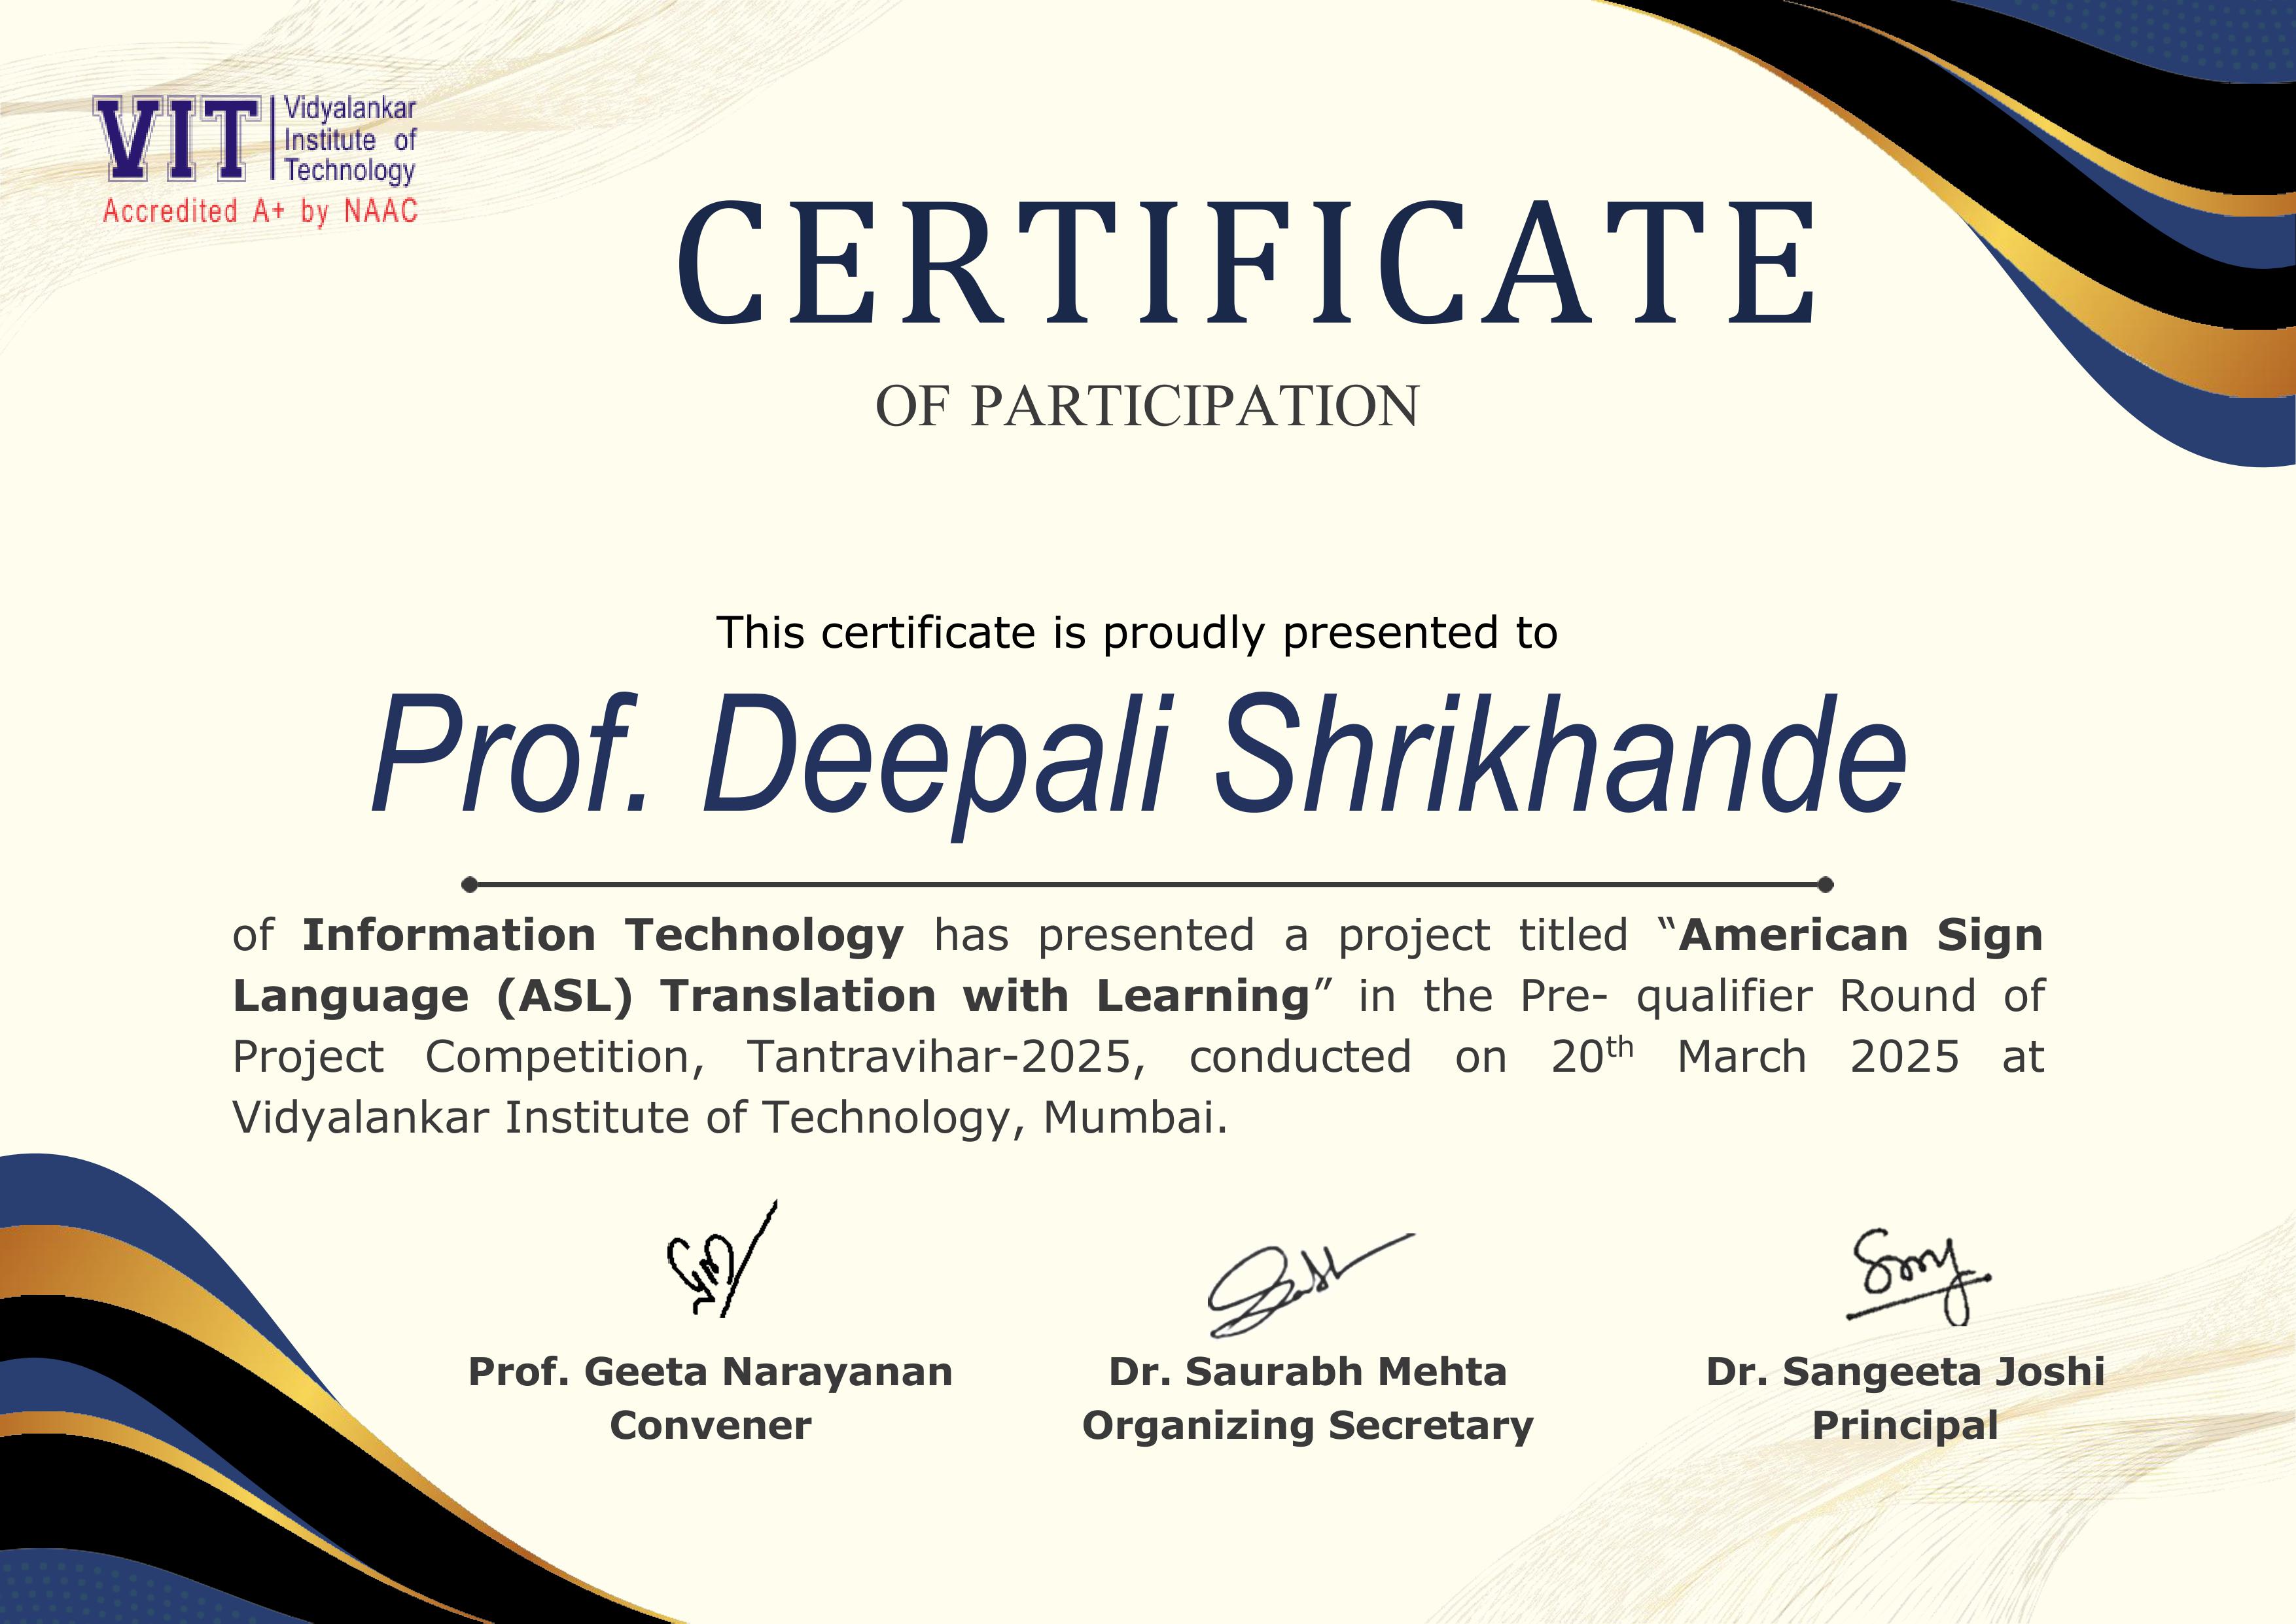 VIT
Vidyalankar
Institute of
Technology
Accredited A+ by NAAC
CERTIFICATE
OF PARTICIPATION
This certificate is proudly presented to
Prof. Deepali Shrikhande
of Information Technology has presented a project titled “American Sign
Language (ASL) Translation with Learning” in the Pre- qualifier Round of
Project Competition, Tantravihar-2025, conducted on 20th March 2025 at
Vidyalankar Institute of Technology, Mumbai.
Prof. Geeta Narayanan
Convener
Dr. Saurabh Mehta
Organizing Secretary
Dr. Sangeeta Joshi
Principal